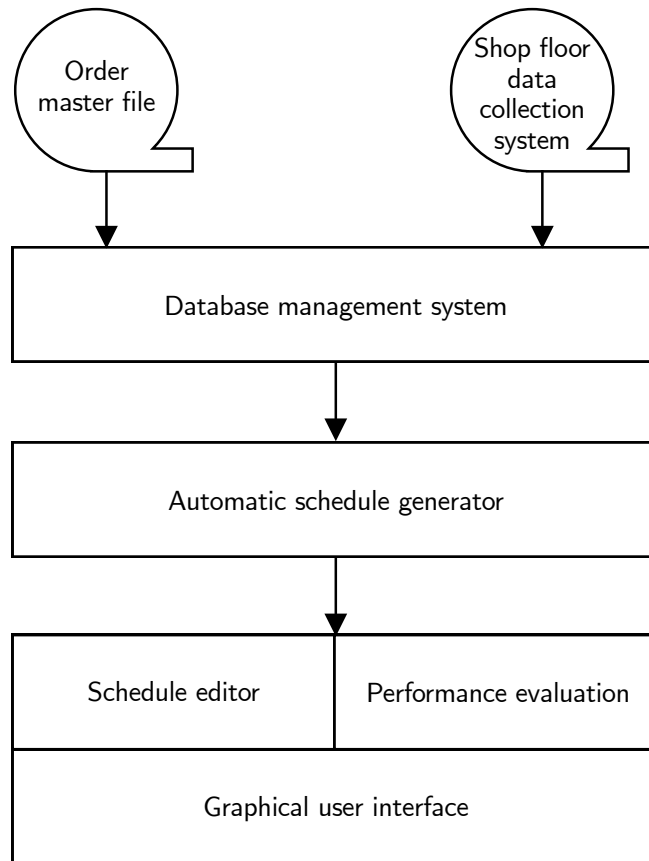 Order
master file
Shop floor
data
collection
system
Database management system
Automatic schedule generator
Schedule editor
Performance evaluation
Graphical user interface